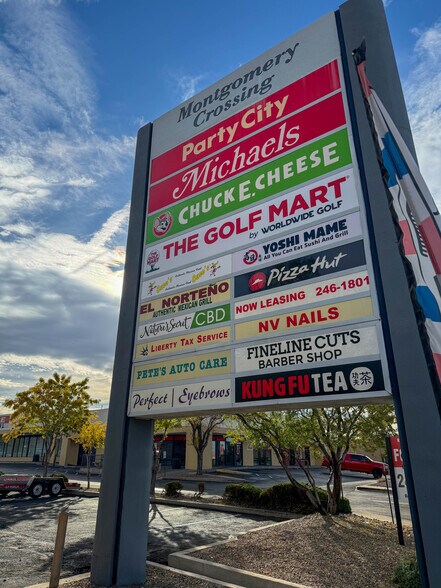 Montgomery
Crossing
Party City
Michaels
CHUCK E. CHEESE
THE GOLF MART
by WORLDWIDE GOLF
YOSHI MAME
All You Can Eat Sushi And Grill
Pizza Hut
EL NORTEÑO
AUTHENTIC MEXICAN GRILL
NOW LEASING 246-1801
Nature's Secret CBD
NV NAILS
LIBERTY TAX SERVICE
FINELINE CUTS
BARBER SHOP
PETE'S AUTO CARE
KUNG FU TEA 功夫茶
Perfect | Eyebrows